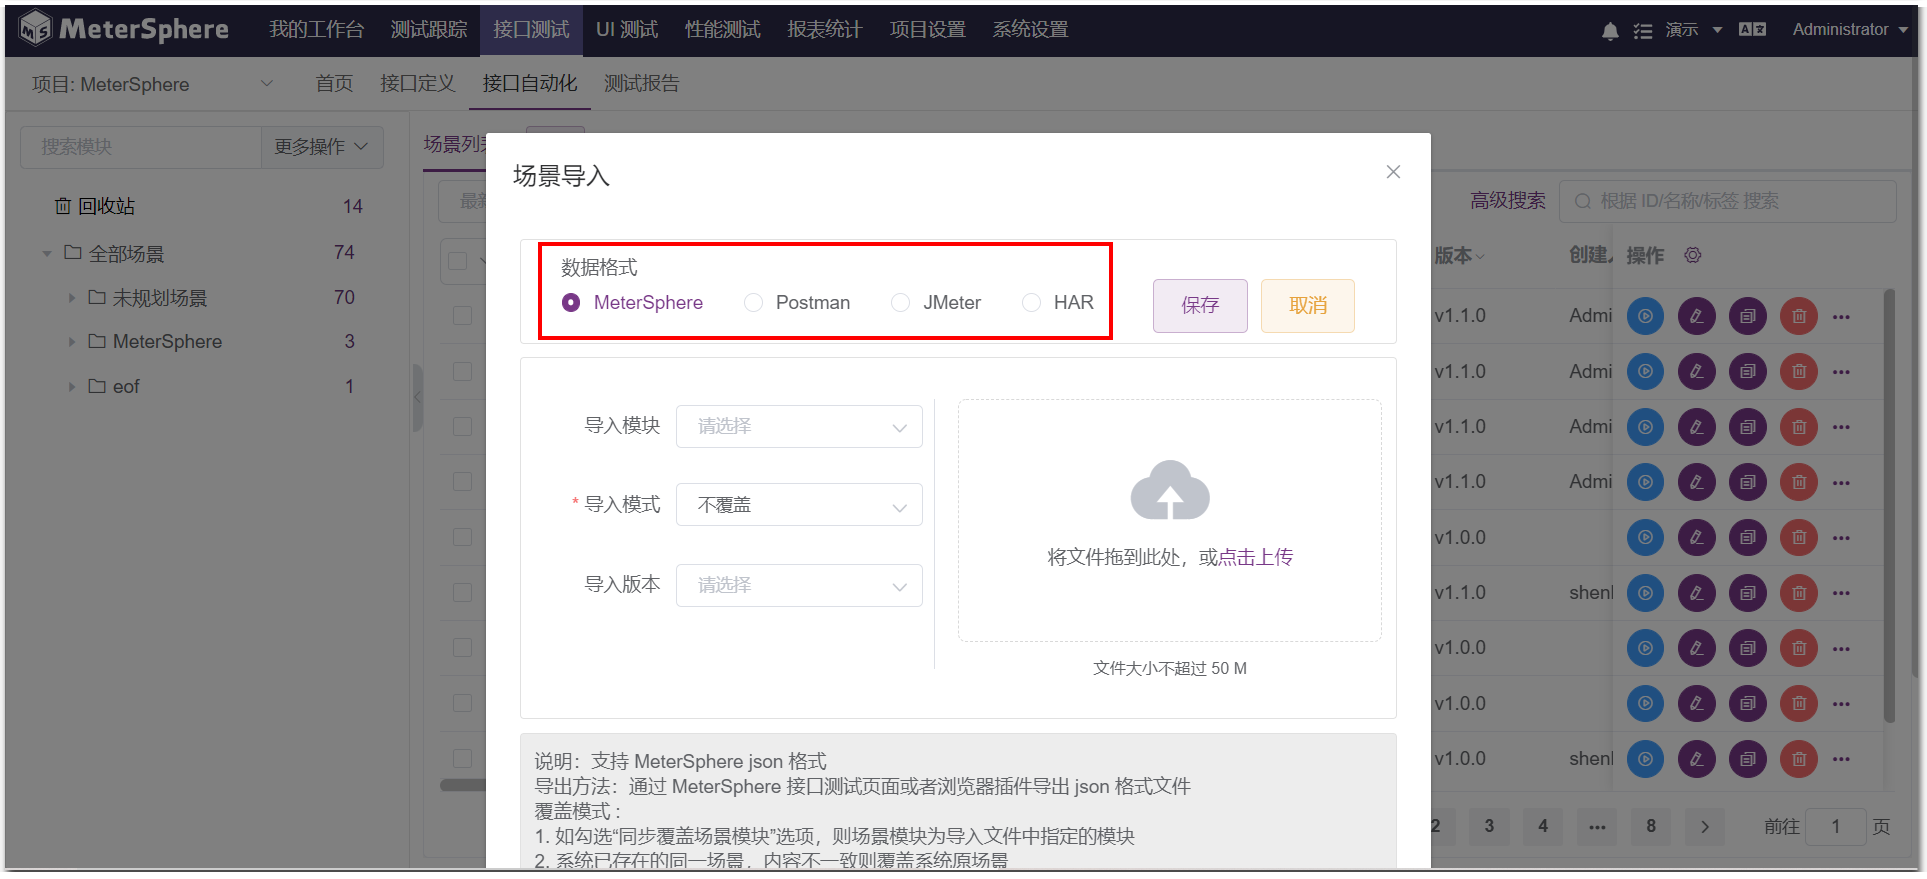 MeterSphere 我的工作台 测试跟踪 接口测试 UI 测试 性能测试 报表统计 项目设置 系统设置 演示 Administrator
项目: MeterSphere 首页 接口定义 接口自动化 测试报告
搜索模块 更多操作
回收站 14
全部场景 74
未规划场景 70
MeterSphere 3
eof 1
场景列
高级搜索 根据 ID/名称/标签 搜索
版本 创建 操作
v1.1.0 Admi
v1.1.0 Admi
v1.1.0 Admi
v1.1.0 Admi
v1.0.0
v1.1.0
v1.0.0
v1.0.0
v1.0.0
2 3 4 ••• 8 > 前往 1 页
场景导入
数据格式
MeterSphere Postman JMeter HAR
保存 取消
导入模块 请选择
* 导入模式 不覆盖
导入版本 请选择
将文件拖到此处，或点击上传
文件大小不超过 50 M
说明：支持 MeterSphere json 格式
导出方法：通过 MeterSphere 接口测试页面或者浏览器插件导出 json 格式文件
覆盖模式 :
1. 如勾选“同步覆盖场景模块”选项，则场景模块为导入文件中指定的模块
2. 系统已存在的同一场景，内容不一致则覆盖系统原场景